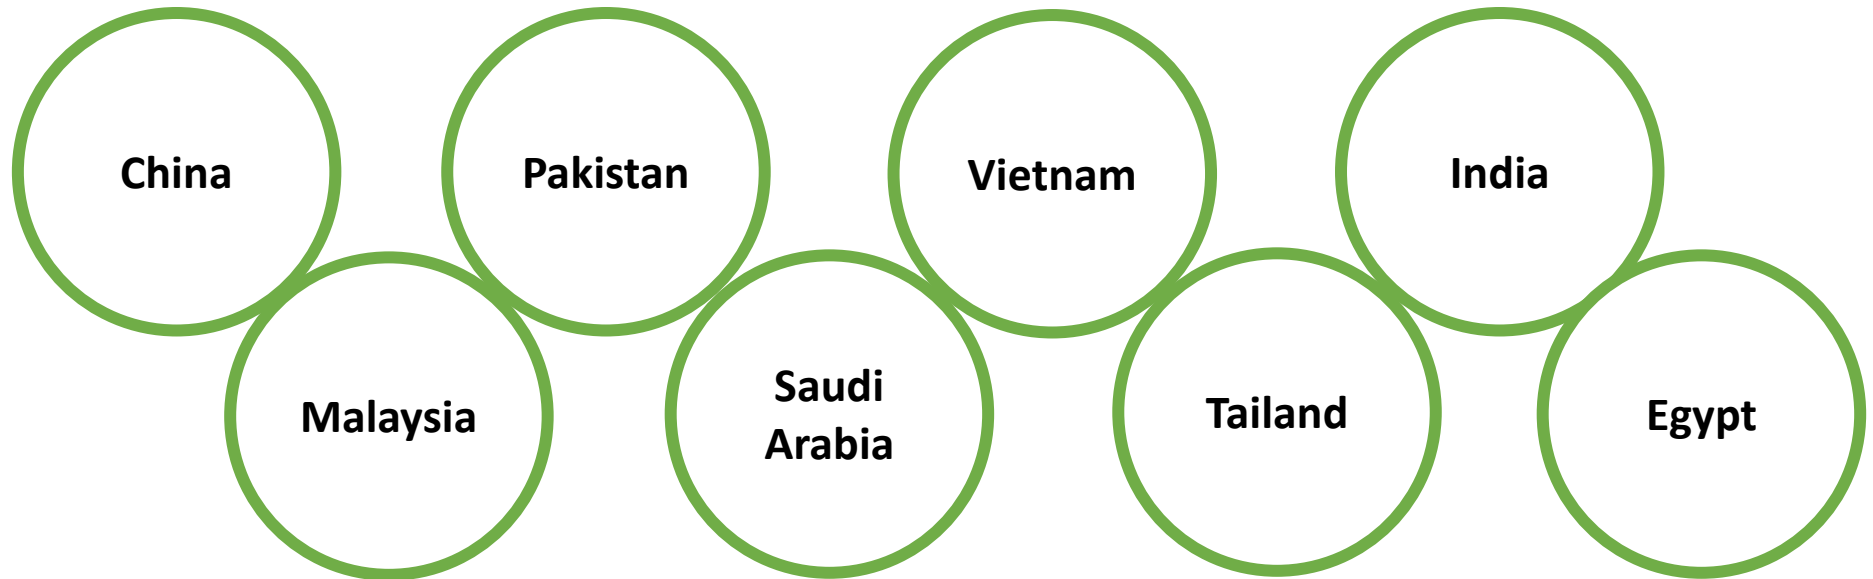 China
Pakistan
Vietnam
India
Malaysia
Saudi
Arabia
Tailand
Egypt